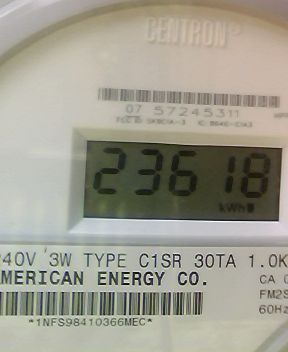 CENTRON®
07 57245311
23618
kWh
240V 3W TYPE C1SR 30TA 1.0K
AMERICAN ENERGY CO.
CA
FM2S
60Hz
*1NFS98410366MEC*